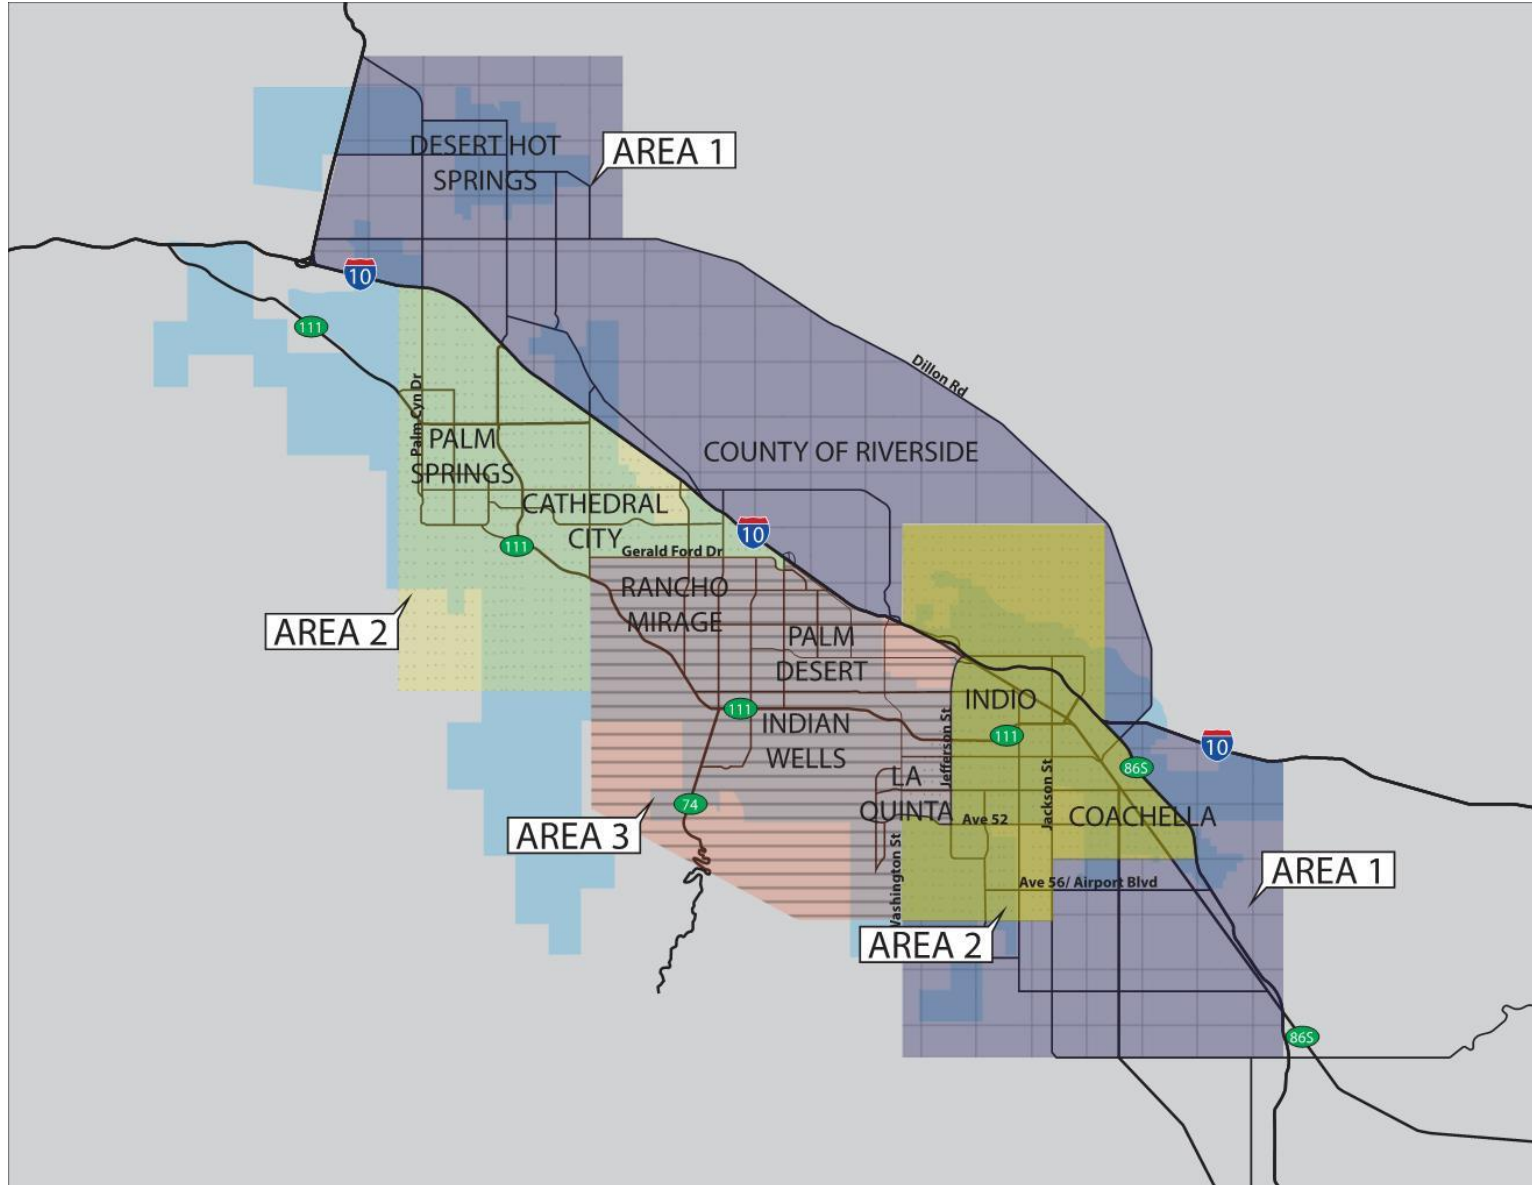 DESERT HOT
SPRINGS
AREA 1
10
111
Dillon Rd
Palm Cyn Dr
PALM
SPRINGS
COUNTY OF RIVERSIDE
CATHEDRAL
CITY
10
111
Gerald Ford Dr
RANCHO
MIRAGE
AREA 2
PALM
DESERT
INDIO
111
INDIAN
WELLS
Jefferson St
111
10
86S
LA
QUINTA
Ave 52
Jackson St
COACHELLA
74
AREA 3
Washington St
Ave 56/ Airport Blvd
AREA 1
AREA 2
86S